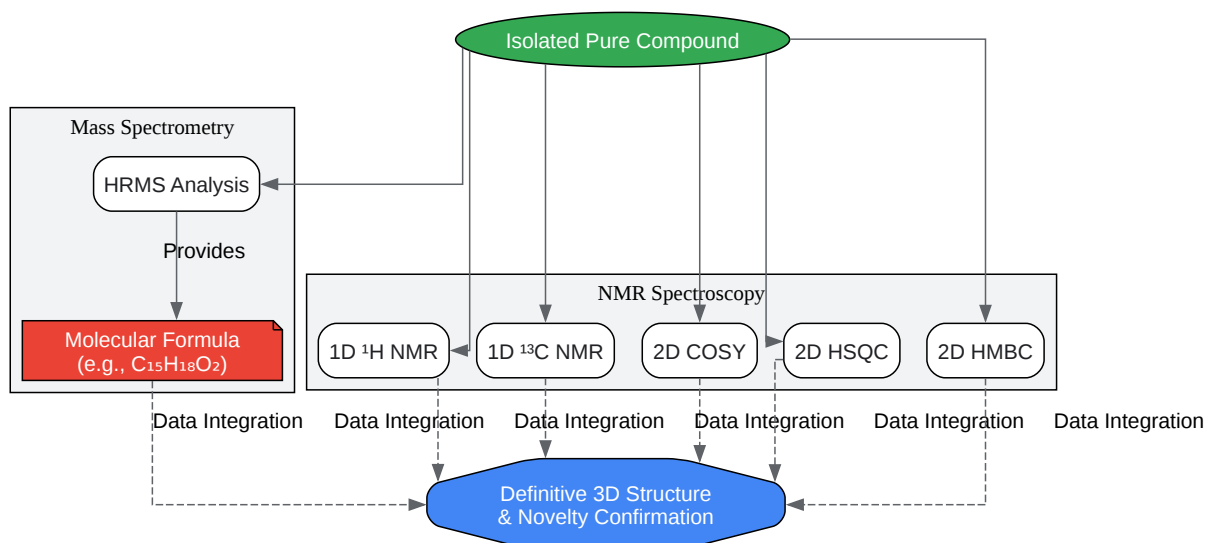 Isolated Pure Compound
Mass Spectrometry
HRMS Analysis
Provides
NMR Spectroscopy
Molecular Formula
(e.g., C₁₅H₁₈O₂)
1D ¹H NMR
1D ¹³C NMR
2D COSY
2D HSQC
2D HMBC
Data Integration
Data Integration
Data Integration
Data Integration
Data Integration
Data Integration
Definitive 3D Structure
& Novelty Confirmation